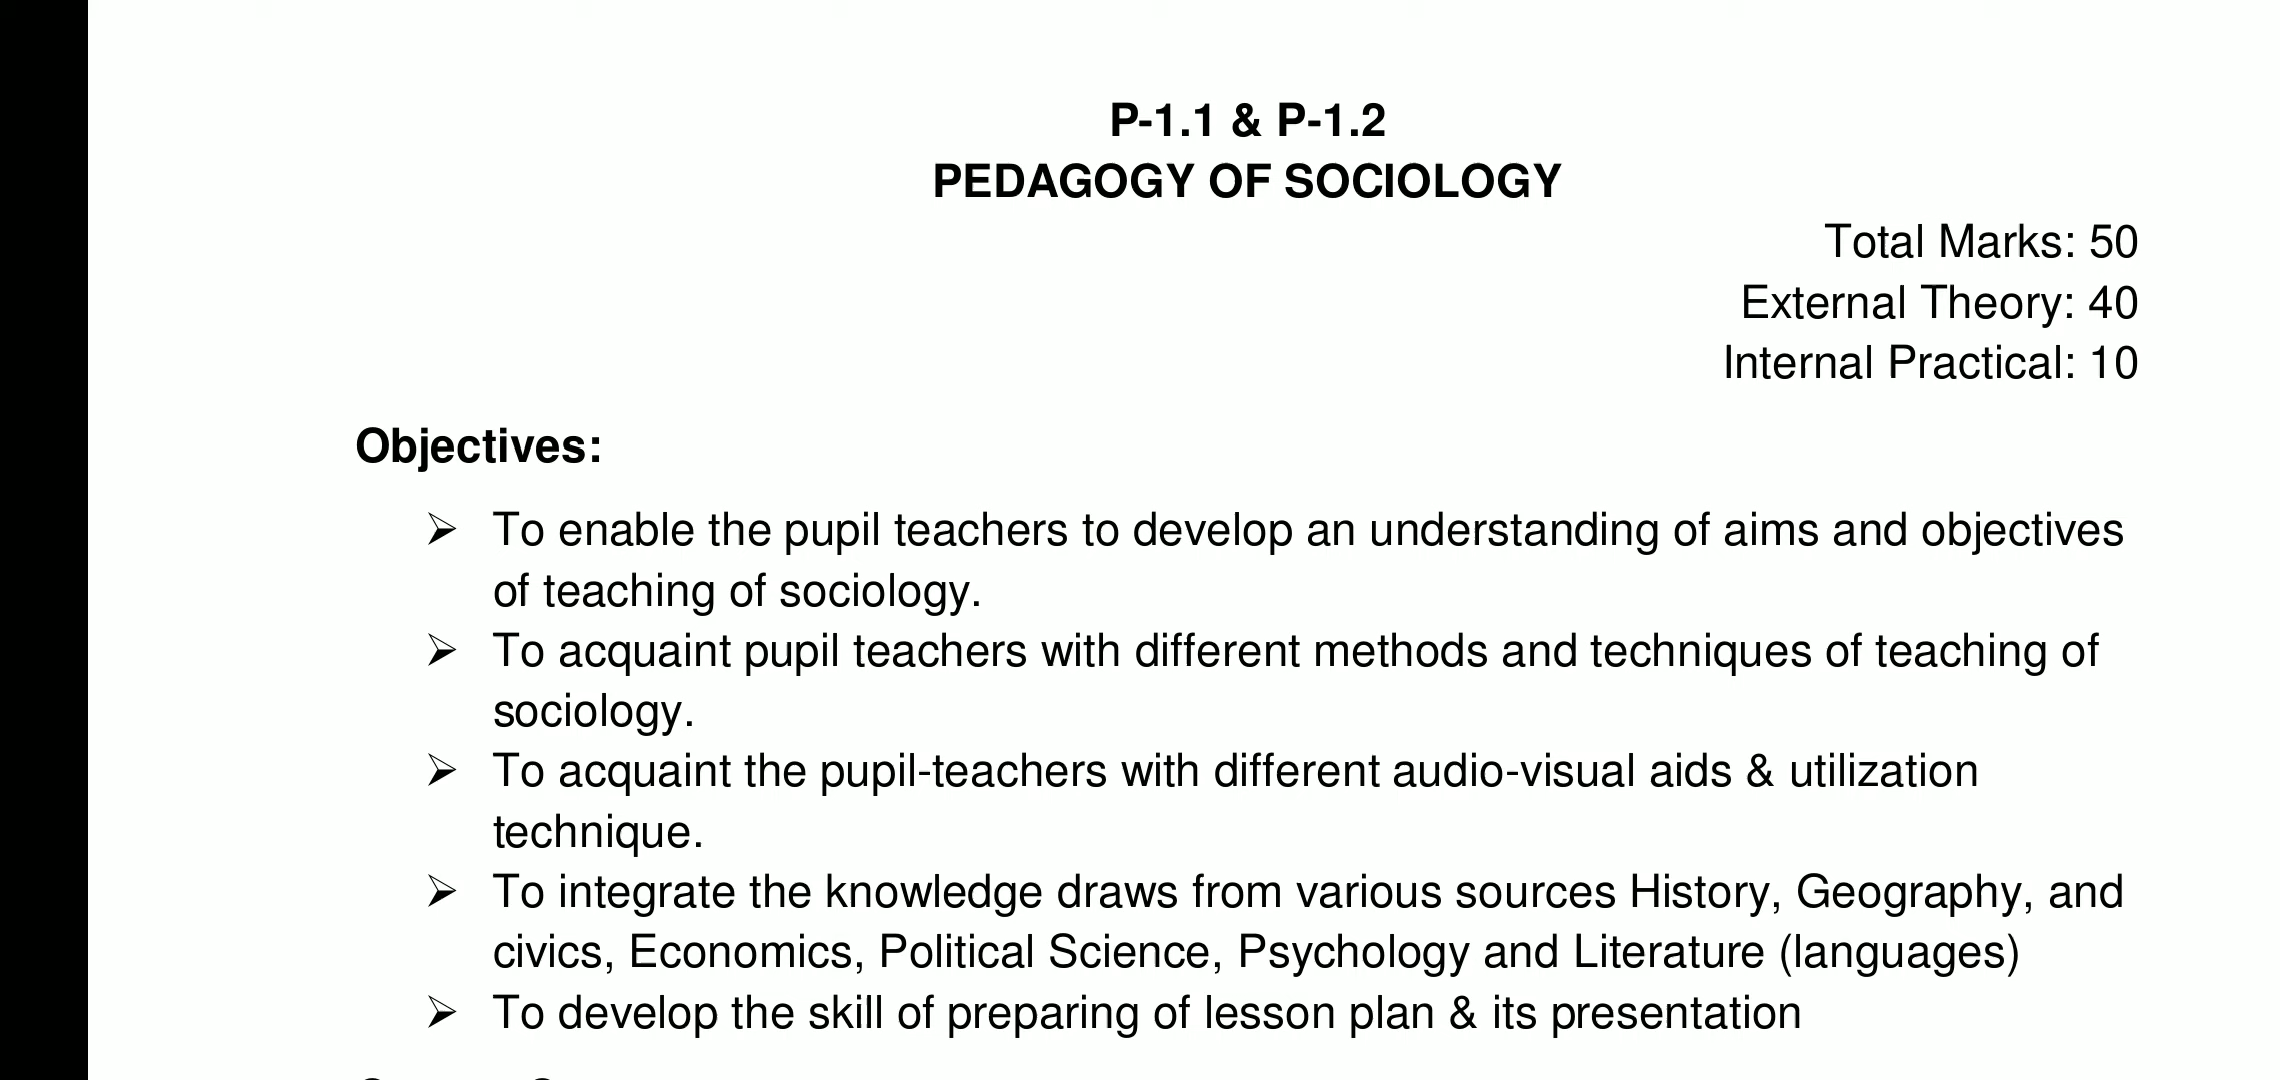 P-1.1 & P-1.2
PEDAGOGY OF SOCIOLOGY
Total Marks: 50
External Theory: 40
Internal Practical: 10
Objectives:
➢ To enable the pupil teachers to develop an understanding of aims and objectives
of teaching of sociology.
➢ To acquaint pupil teachers with different methods and techniques of teaching of
sociology.
➢ To acquaint the pupil-teachers with different audio-visual aids & utilization
technique.
➢ To integrate the knowledge draws from various sources History, Geography, and
civics, Economics, Political Science, Psychology and Literature (languages)
➢ To develop the skill of preparing of lesson plan & its presentation